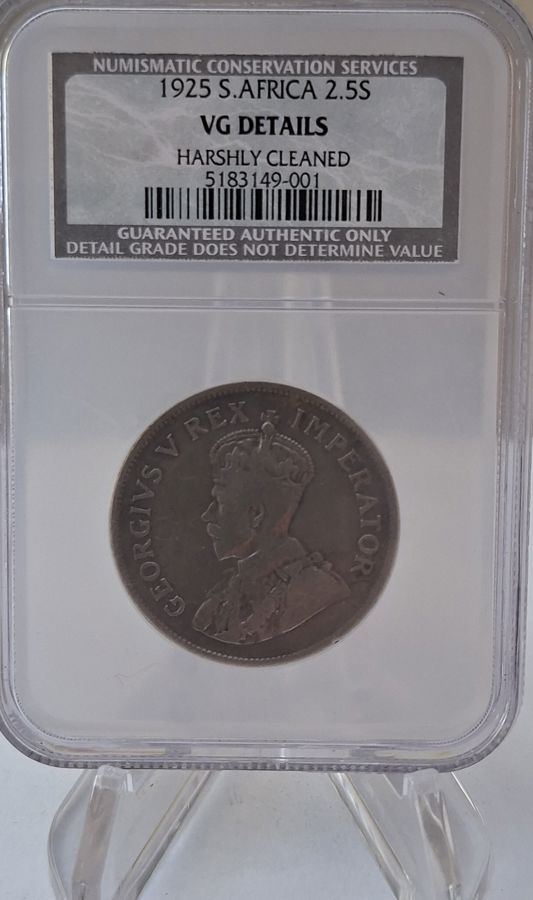 NUMISMATIC CONSERVATION SERVICES
1925 S.AFRICA 2.5S
VG DETAILS
HARSHLY CLEANED
5183149-001
GUARANTEED AUTHENTIC ONLY
DETAIL GRADE DOES NOT DETERMINE VALUE
GEORGIVS V REX IMPERATOR